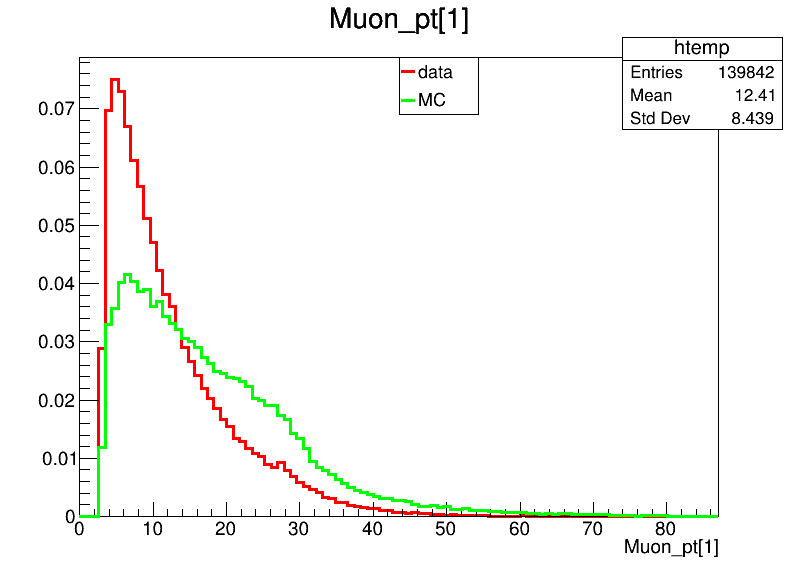 Muon_pt[1]
htemp
Entries 139842
Mean 12.41
Std Dev 8.439
data
MC
0.07
0.06
0.05
0.04
0.03
0.02
0.01
0
0 10 20 30 40 50 60 70 80
Muon_pt[1]